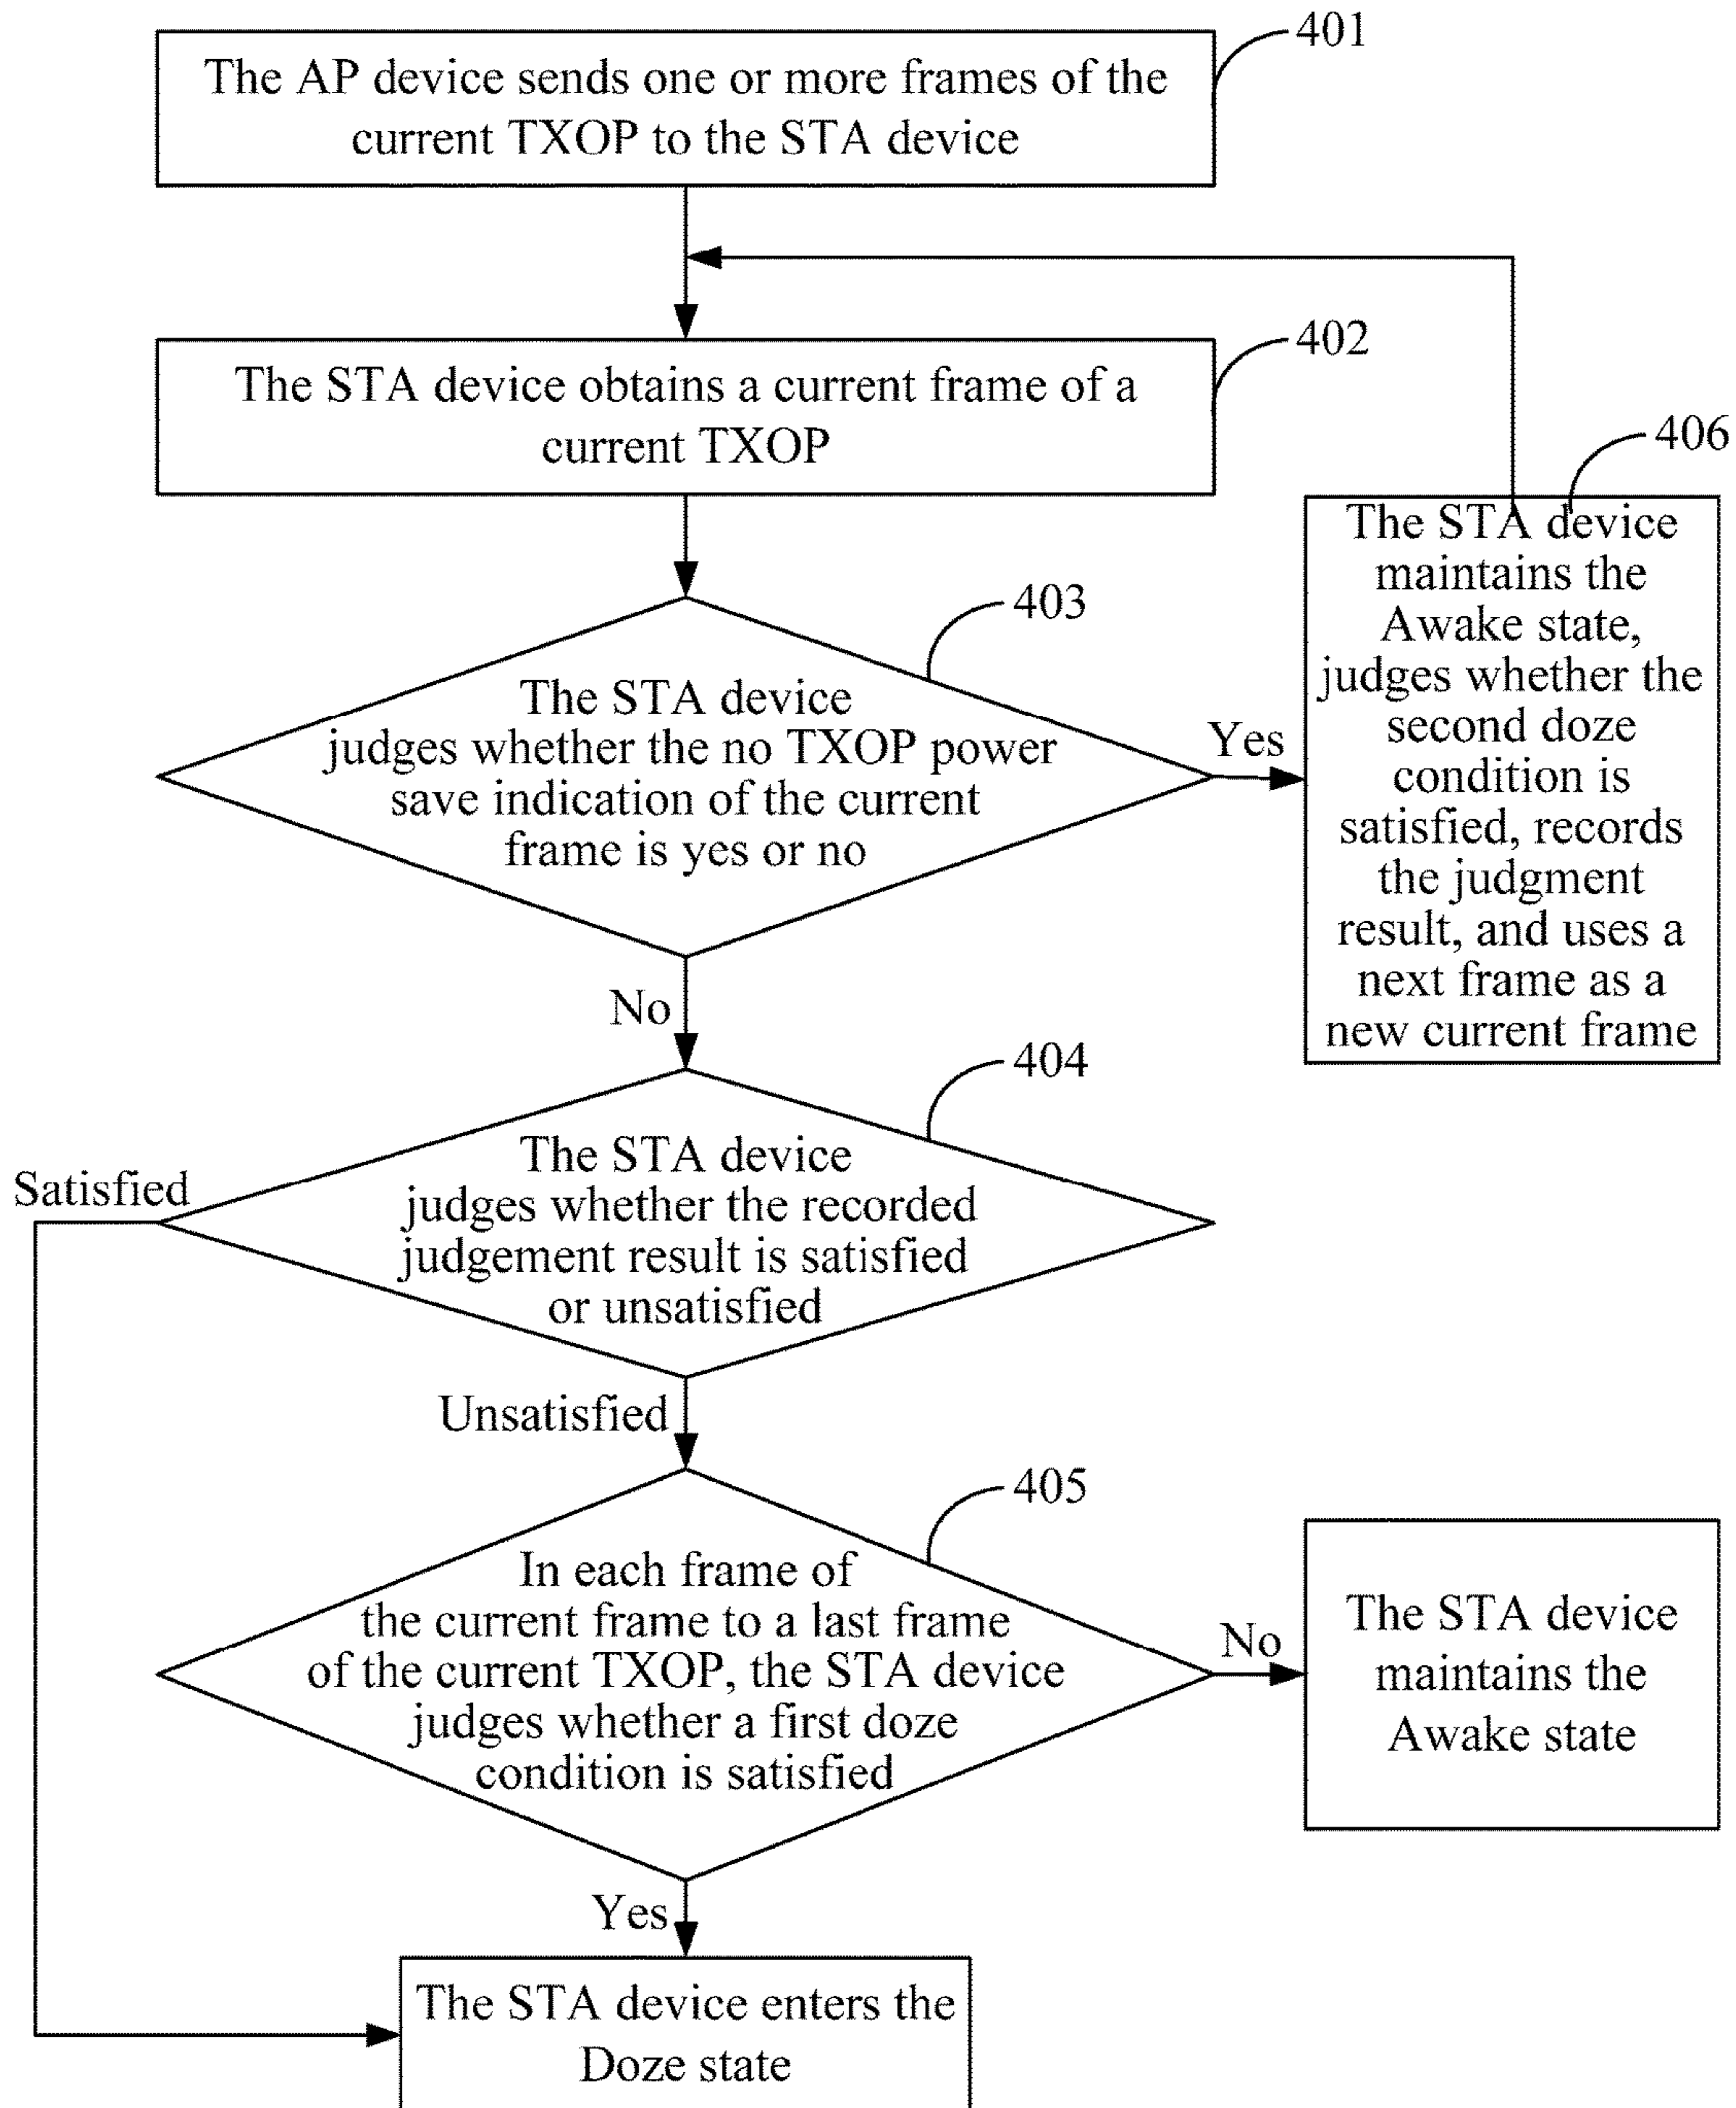 401
The AP device sends one or more frames of the
current TXOP to the STA device
402
The STA device obtains a current frame of a
current TXOP
406
The STA device
maintains the
Awake state,
judges whether the
second doze
condition is
satisfied, records
the judgment
result, and uses a
next frame as a
new current frame
403
The STA device
judges whether the no TXOP power
save indication of the current
frame is yes or no
Yes
No
404
The STA device
judges whether the recorded
judgement result is satisfied
or unsatisfied
Satisfied
Unsatisfied
405
In each frame of
the current frame to a last frame
of the current TXOP, the STA device
judges whether a first doze
condition is satisfied
No
The STA device
maintains the
Awake state
Yes
The STA device enters the
Doze state